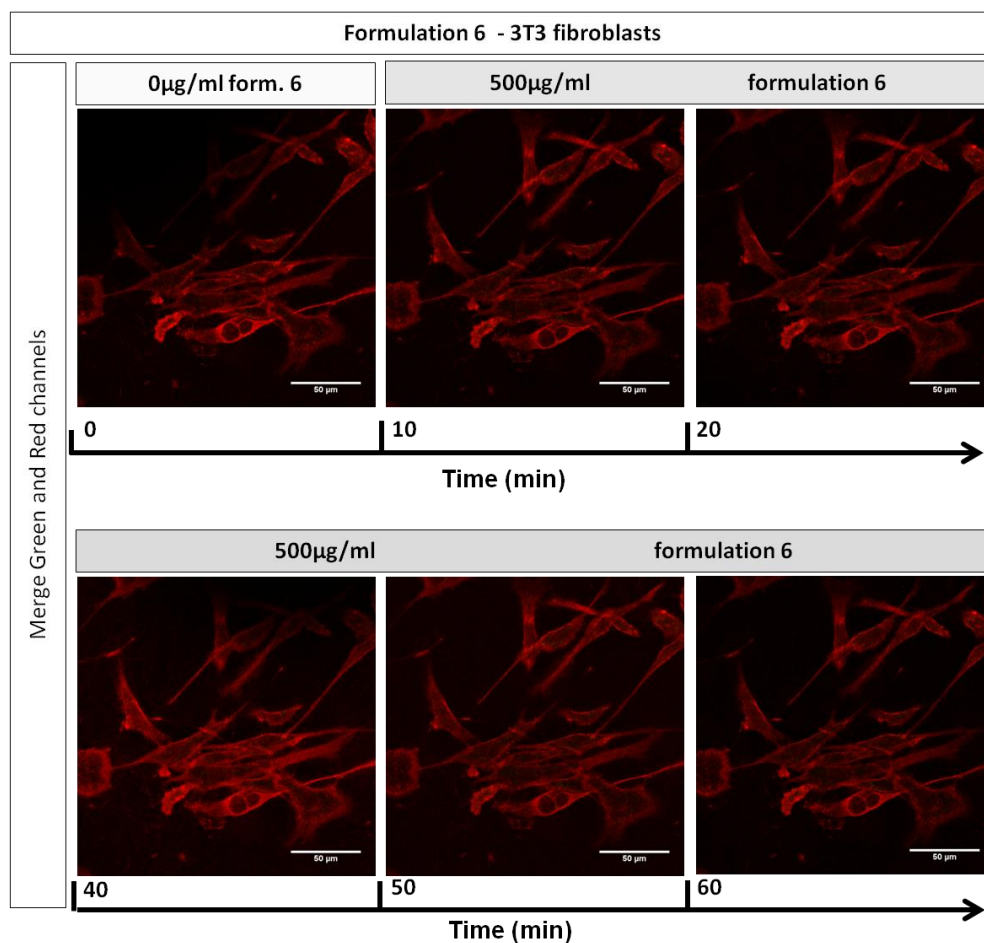 Formulation 6 - 3T3 fibroblasts
Merge Green and Red channels
0µg/ml form. 6
500µg/ml formulation 6
50 µm
50 µm
50 µm
0 10 20
Time (min)
500µg/ml formulation 6
50 µm
50 µm
50 µm
40 50 60
Time (min)